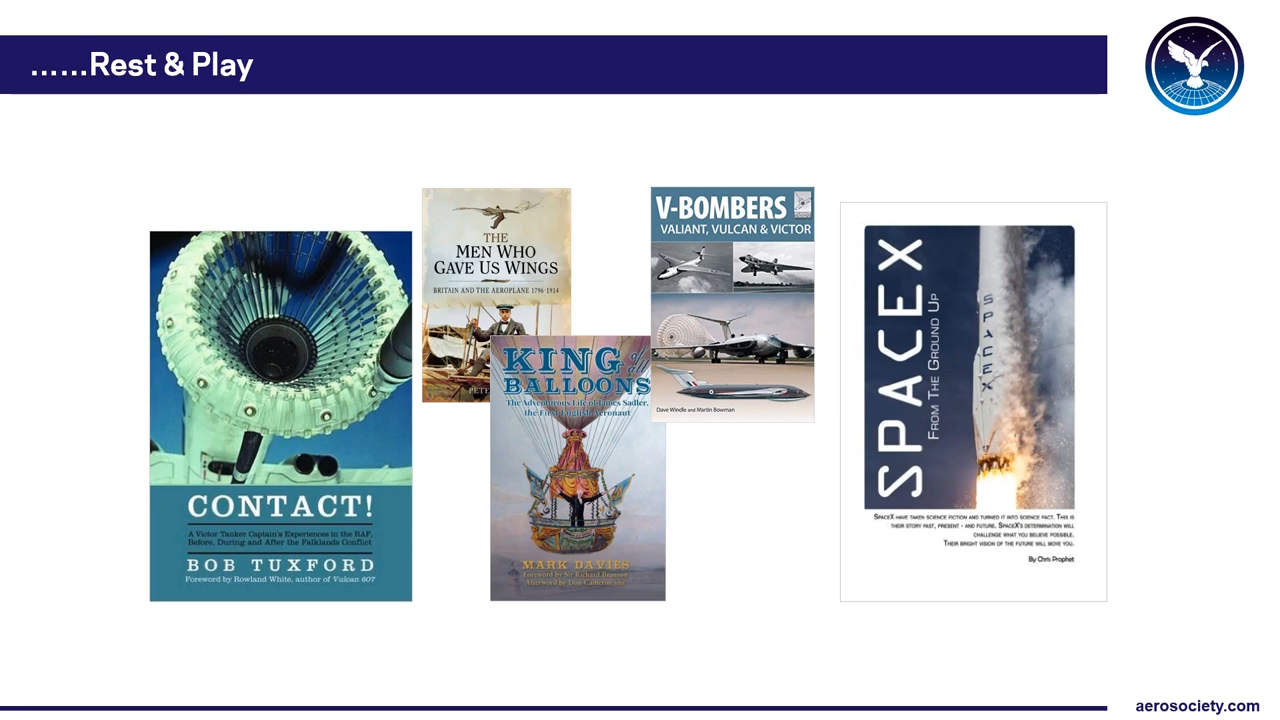 ......Rest & Play
CONTACT!
A Victor Tanker Captain's Experiences in the RAF,
Before, During and After the Falklands Conflict
BOB TUXFORD
Foreword by Rowland White, author of Vulcan 607
THE
MEN WHO
GAVE US WINGS
BRITAIN AND THE AEROPLANE 1796-1914
PETE
KING of all
BALLOONS
The Adventurous Life of James Sadler,
the First English Aeronaut
MARK DAVIES
Foreword by Sir Richard Branson
Afterword by Don Cameron
V-BOMBERS
VALIANT, VULCAN & VICTOR
Dave Windle and Martin Bowman
SPACEX
FROM THE GROUND UP
SPACEX
SPACEX HAVE TAKEN SCIENCE FICTION AND TURNED IT INTO SCIENCE FACT. THIS IS
THEIR STORY PAST, PRESENT - AND FUTURE. SPACEX'S DETERMINATION WILL
CHALLENGE WHAT YOU BELIEVE POSSIBLE.
THEIR BRIGHT VISION OF THE FUTURE WILL MOVE YOU.
By Chris Prophet
aerosociety.com